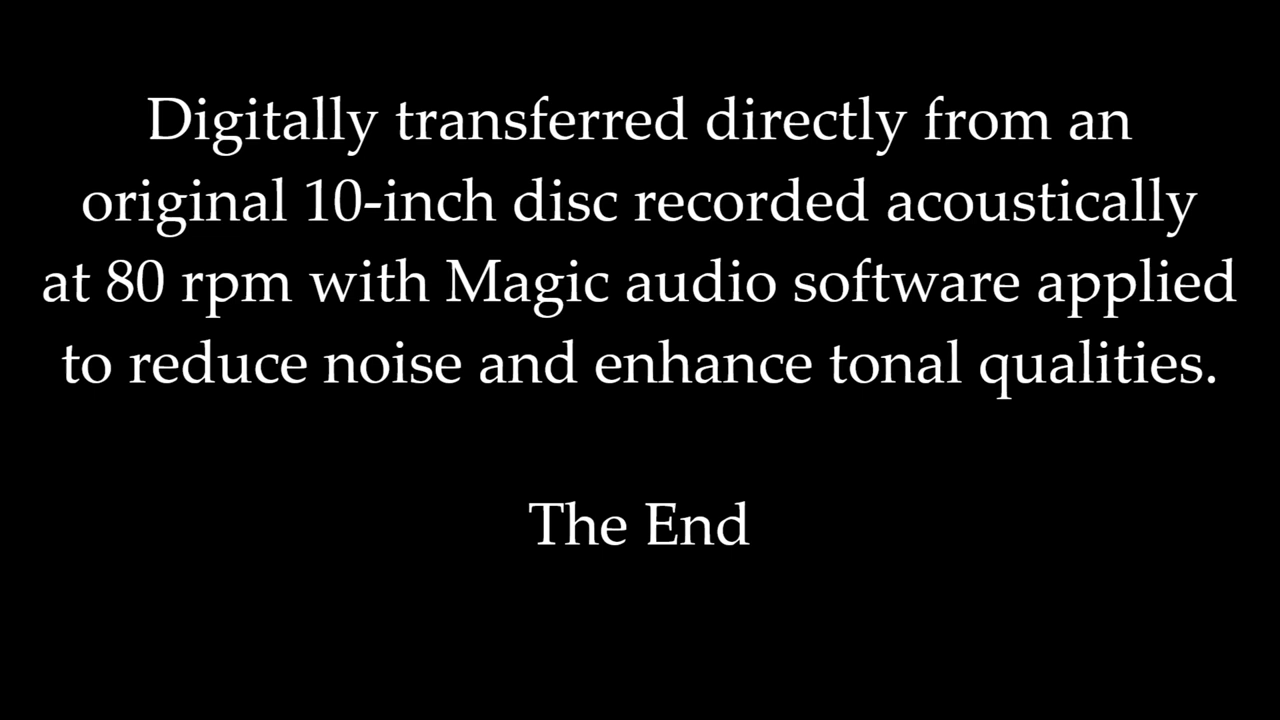 Digitally transferred directly from an
original 10-inch disc recorded acoustically
at 80 rpm with Magic audio software applied
to reduce noise and enhance tonal qualities.
The End